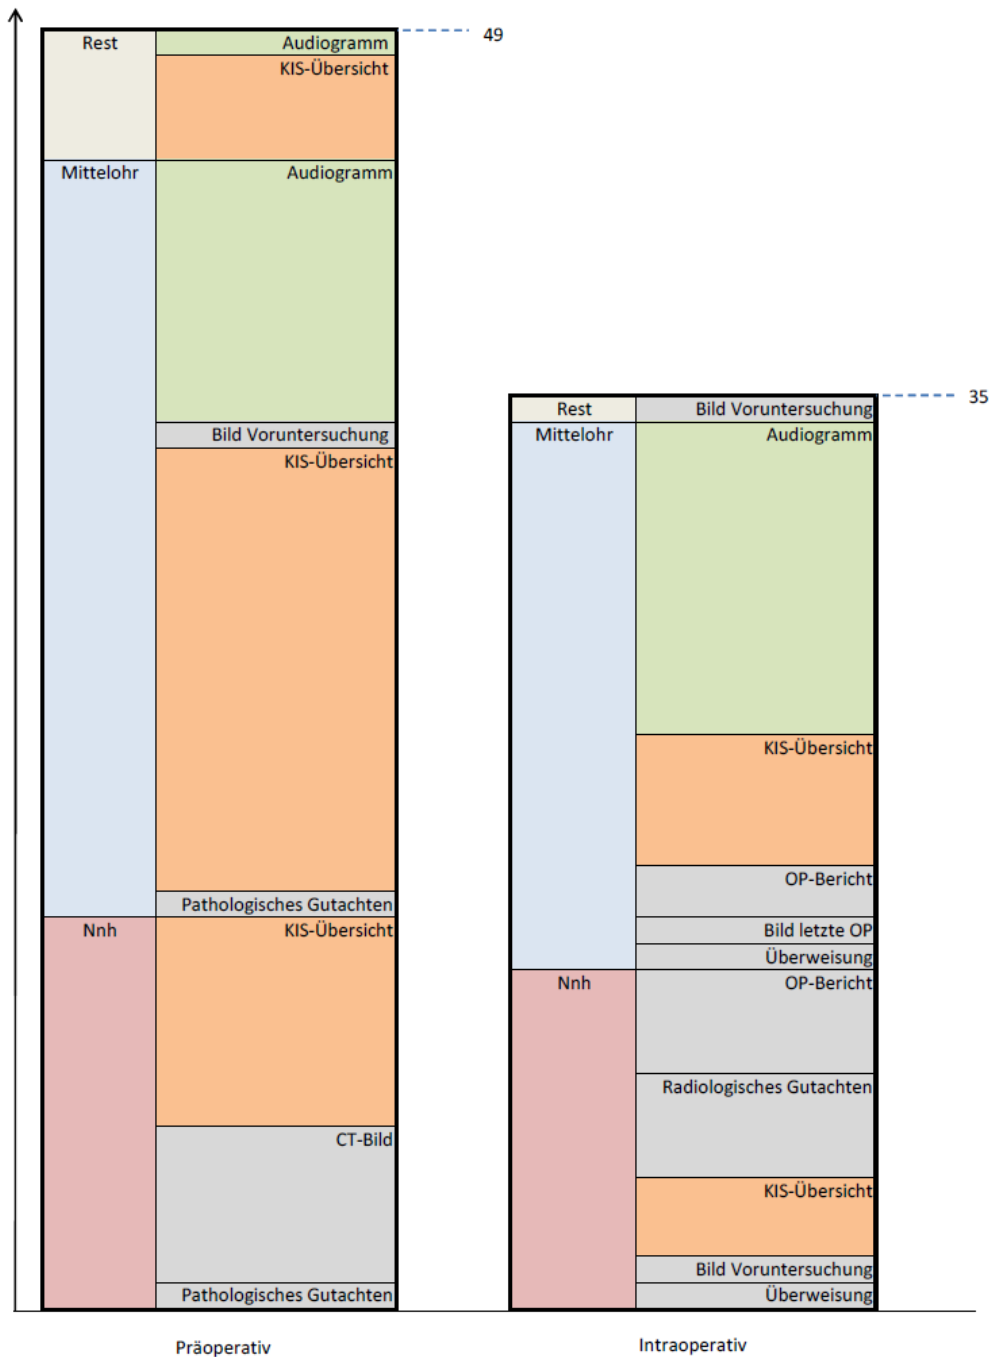 49
Rest
Audiogramm
KIS-Übersicht
Mittelohr
Audiogramm
Bild Voruntersuchung
KIS-Übersicht
Pathologisches Gutachten
Nnh
KIS-Übersicht
CT-Bild
Pathologisches Gutachten
Präoperativ
35
Rest
Bild Voruntersuchung
Mittelohr
Audiogramm
KIS-Übersicht
OP-Bericht
Bild letzte OP
Überweisung
Nnh
OP-Bericht
Radiologisches Gutachten
KIS-Übersicht
Bild Voruntersuchung
Überweisung
Intraoperativ